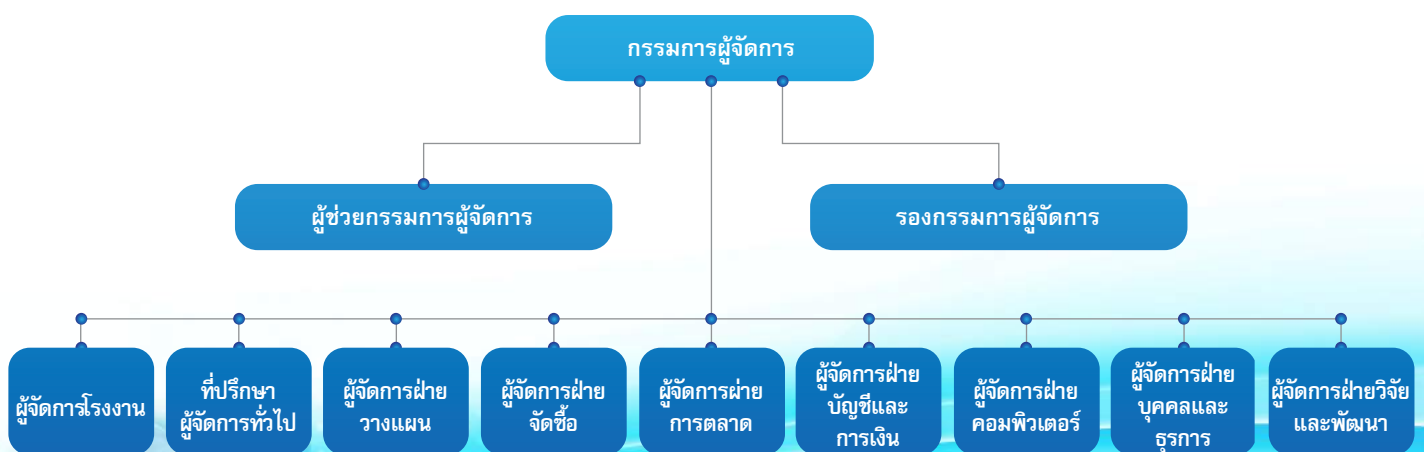 กรรมการผู้จัดการ
ผู้ช่วยกรรมการผู้จัดการ
รองกรรมการผู้จัดการ
ผู้จัดการโรงงาน
ที่ปรึกษา
ผู้จัดการทั่วไป
ผู้จัดการฝ่าย
วางแผน
ผู้จัดการฝ่าย
จัดซื้อ
ผู้จัดการผ่าย
การตลาด
ผู้จัดการฝ่าย
บัญชีและ
การเงิน
ผู้จัดการฝ่าย
คอมพิวเตอร์
ผู้จัดการฝ่าย
บุคคลและ
ธุรการ
ผู้จัดการฝ่ายวิจัย
และพัฒนา